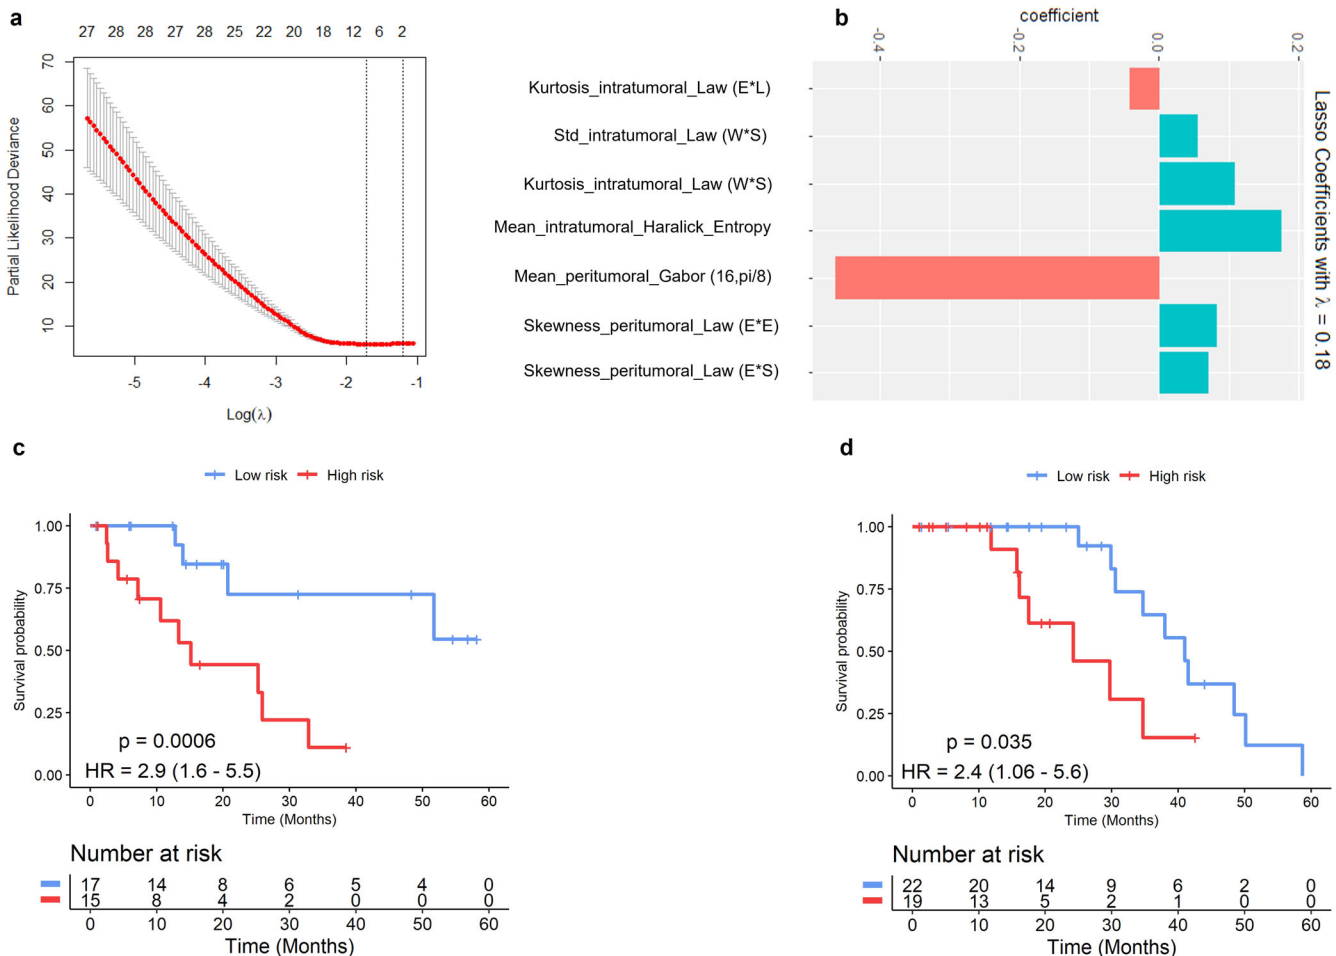 a
27 28 28 27 28 25 22 20 18 12 6 2
Partial Likelihood Deviance
70
60
50
40
30
20
10
-5 -4 -3 -2 -1
Log(λ)
b
coefficient
-0.4 -0.2 0.0 0.2
Kurtosis_intratumoral_Law (E*L)
Std_intratumoral_Law (W*S)
Kurtosis_intratumoral_Law (W*S)
Mean_intratumoral_Haralick_Entropy
Mean_peritumoral_Gabor (16,pi/8)
Skewness_peritumoral_Law (E*E)
Skewness_peritumoral_Law (E*S)
Lasso Coefficients with λ = 0.18
c
Low risk High risk
Survival probability
1.00
0.75
0.50
0.25
0.00
p = 0.0006
HR = 2.9 (1.6 - 5.5)
0 10 20 30 40 50 60
Time (Months)
Number at risk
17 14 8 6 5 4 0
15 8 4 2 0 0 0
0 10 20 30 40 50 60
Time (Months)
d
Low risk High risk
Survival probability
1.00
0.75
0.50
0.25
0.00
p = 0.035
HR = 2.4 (1.06 - 5.6)
0 10 20 30 40 50 60
Time (Months)
Number at risk
22 20 14 9 6 2 0
19 13 5 2 1 0 0
0 10 20 30 40 50 60
Time (Months)